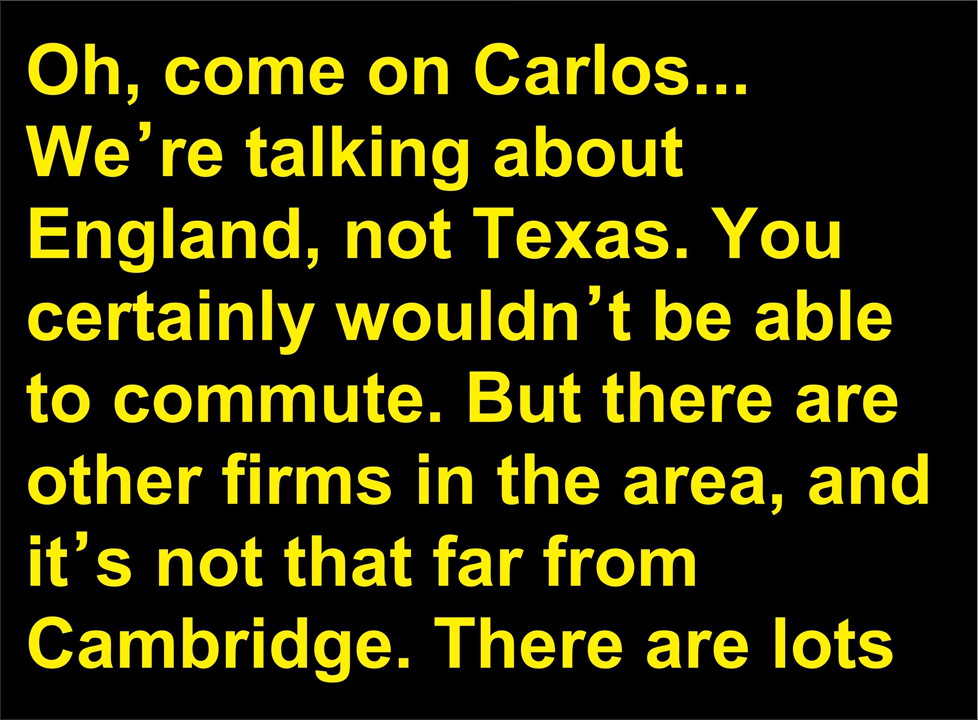 Oh, come on Carlos...
We’re talking about
England, not Texas. You
certainly wouldn’t be able
to commute. But there are
other firms in the area, and
it’s not that far from
Cambridge. There are lots